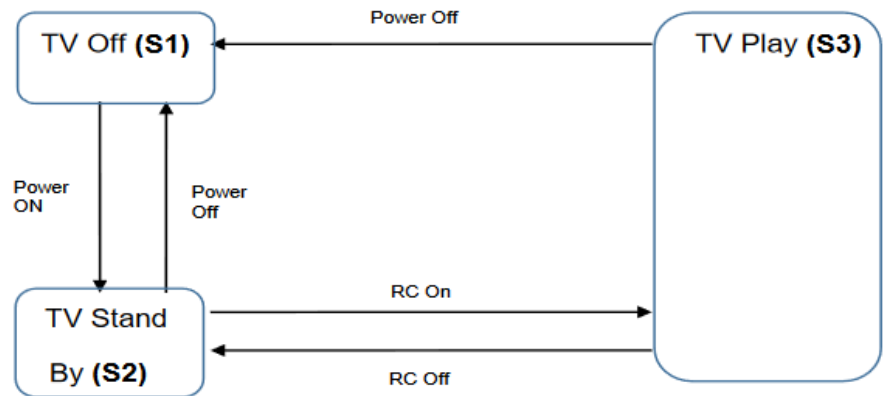 Power Off
TV Off (S1)
TV Play (S3)
Power
ON
Power
Off
RC On
TV Stand
By (S2)
RC Off